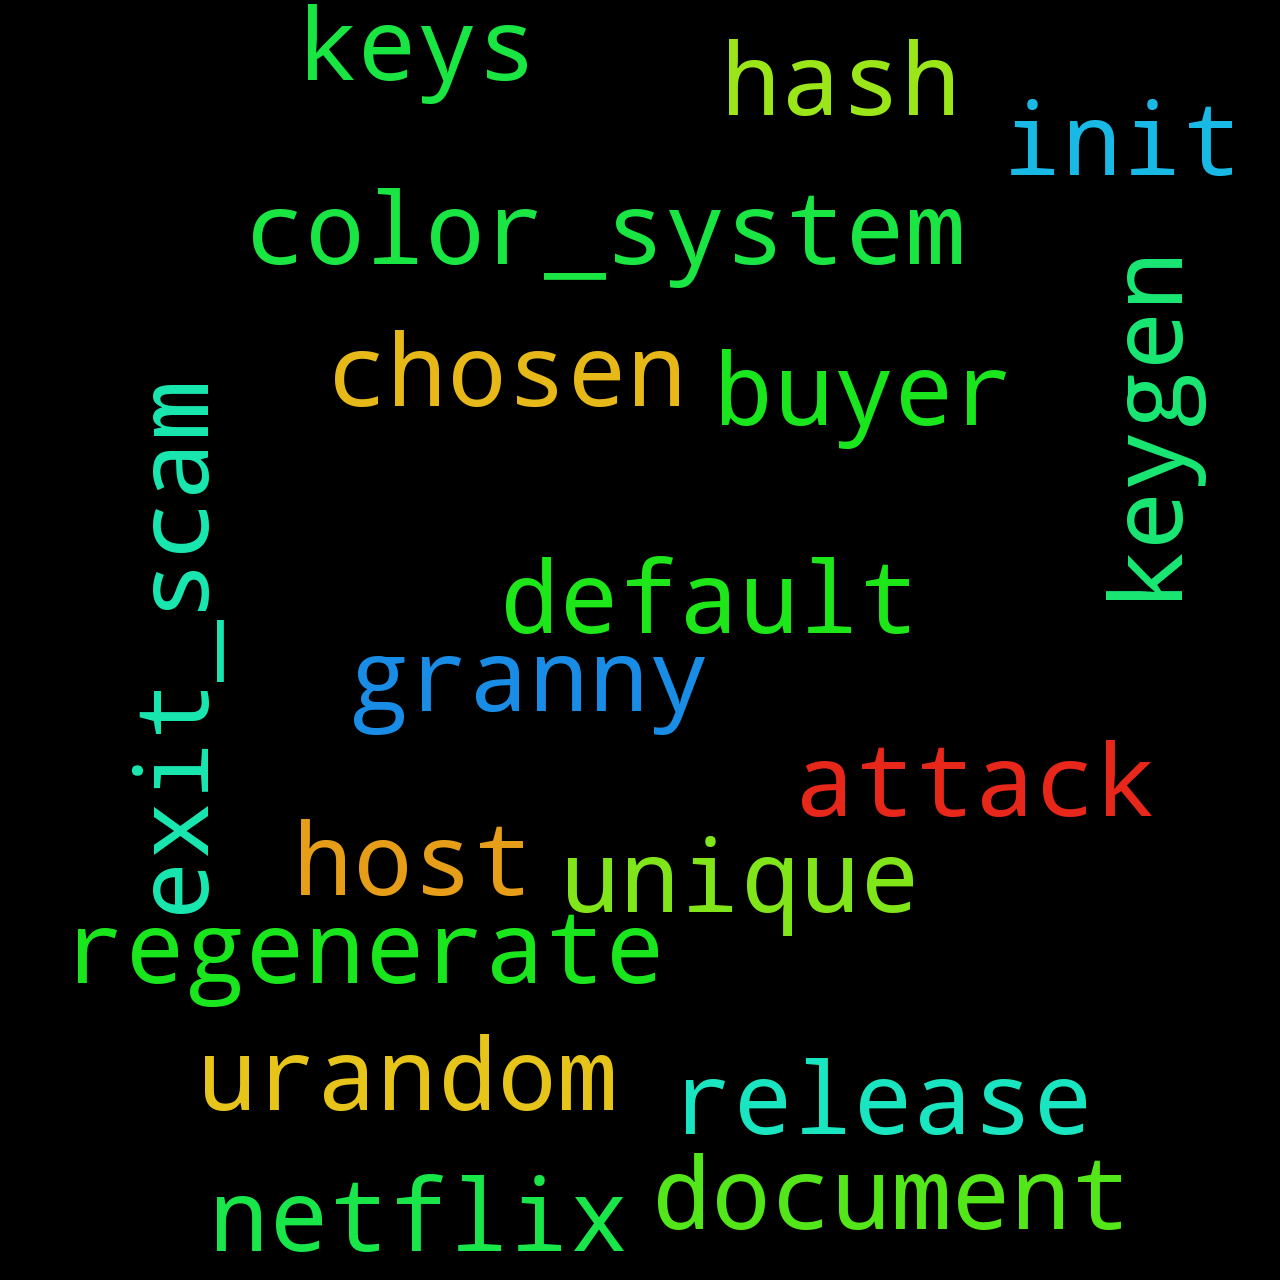 keys
hash
init
color_system
keygen
chosen
buyer
exit_scam
default
granny
attack
host
unique
regenerate
urandom
release
document
netflix